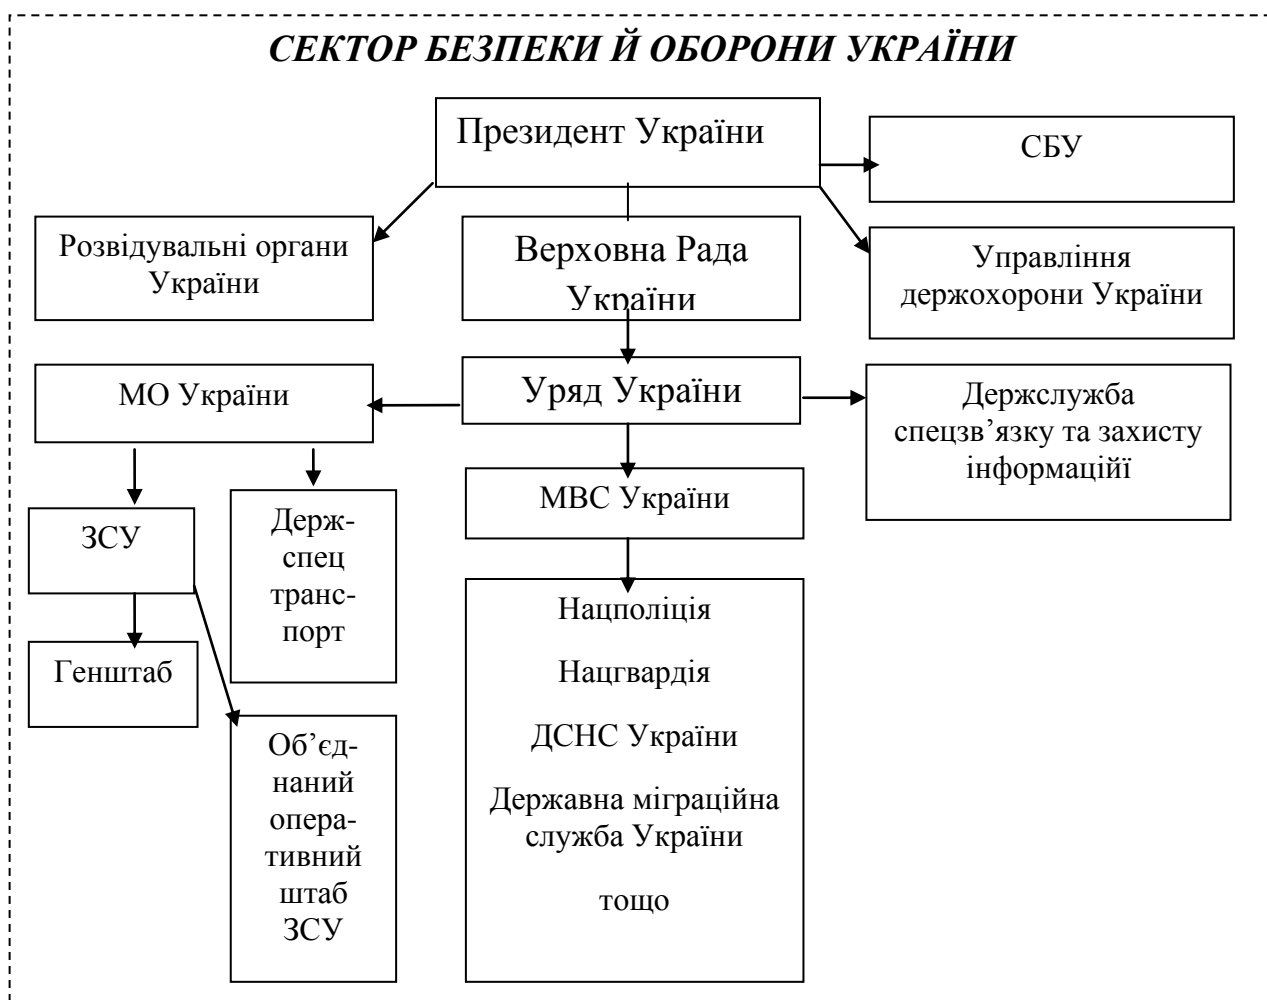 СЕКТОР БЕЗПЕКИ Й ОБОРОНИ УКРАЇНИ
Президент України
СБУ
Розвідувальні органи
України
Верховна Рада
України
Управління
держохорони України
МО України
Уряд України
Держслужба
спецзв’язку та захисту
інформаційї
ЗСУ
Держ-
спец
транс-
порт
МВС України
Генштаб
Об’єд-
наний
опера-
тивний
штаб
ЗСУ
Нацполіція
Нацгвардія
ДСНС України
Державна міграційна
служба України
тощо